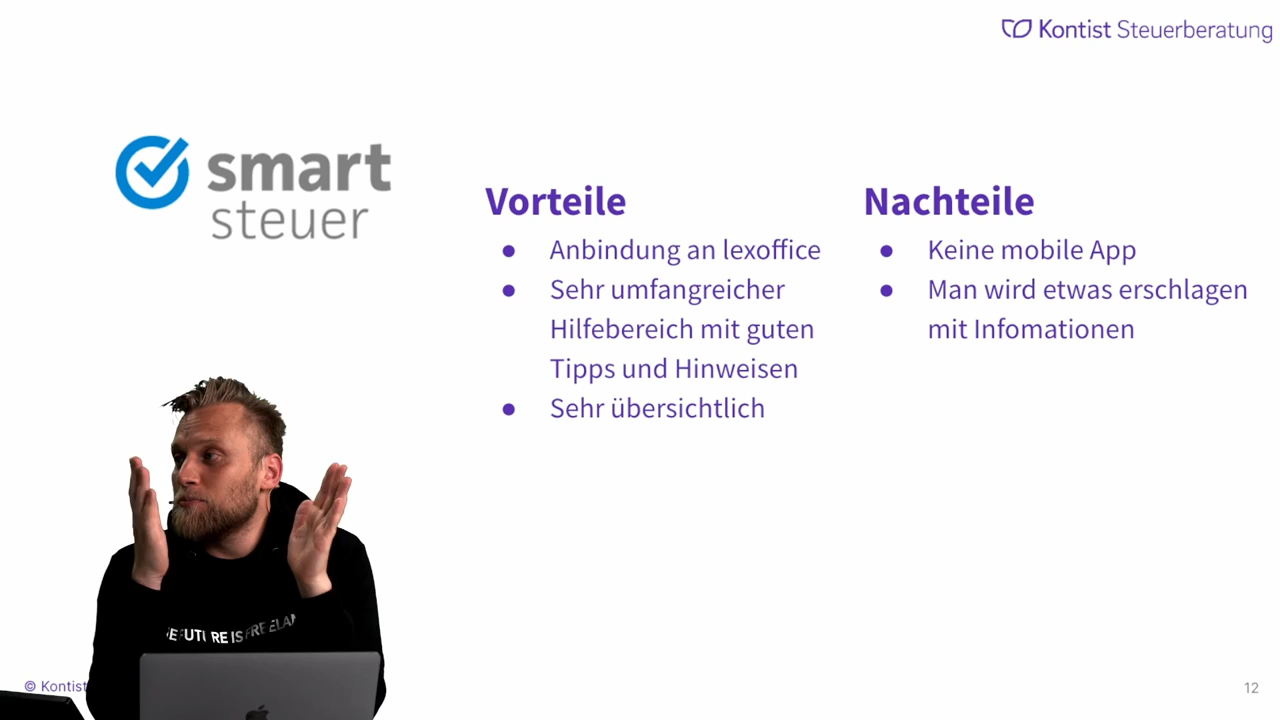 Kontist Steuerberatung
smart
steuer
Vorteile
● Anbindung an lexoffice
● Sehr umfangreicher
Hilfebereich mit guten
Tipps und Hinweisen
● Sehr übersichtlich
Nachteile
● Keine mobile App
● Man wird etwas erschlagen
mit Infomationen
IS
© Kontist
12